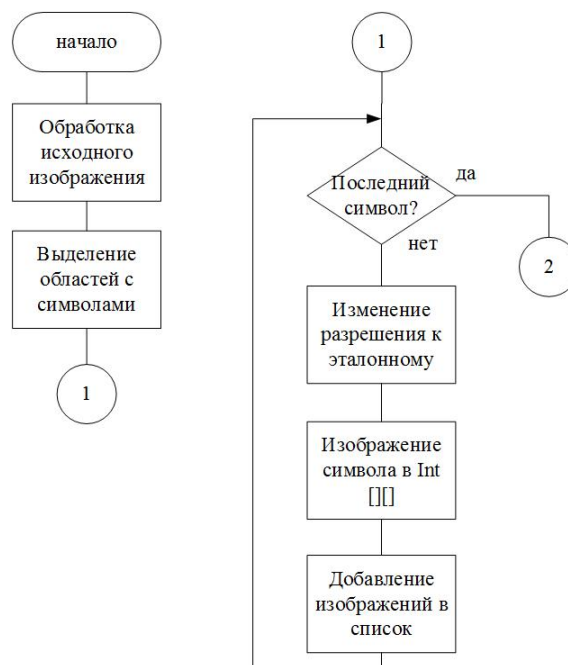 начало
Обработка
исходного
изображения
Выделение
областей с
символами
1
1
Последний
символ?
да
нет
2
Изменение
разрешения к
эталонному
Изображение
символа в Int
[][]
Добавление
изображений в
список